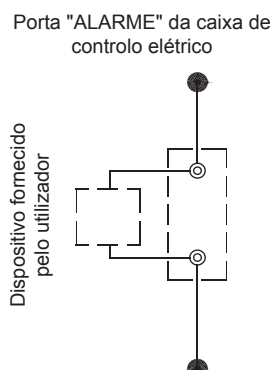 Porta "ALARME" da caixa de
controlo elétrico
Dispositivo fornecido
pelo utilizador